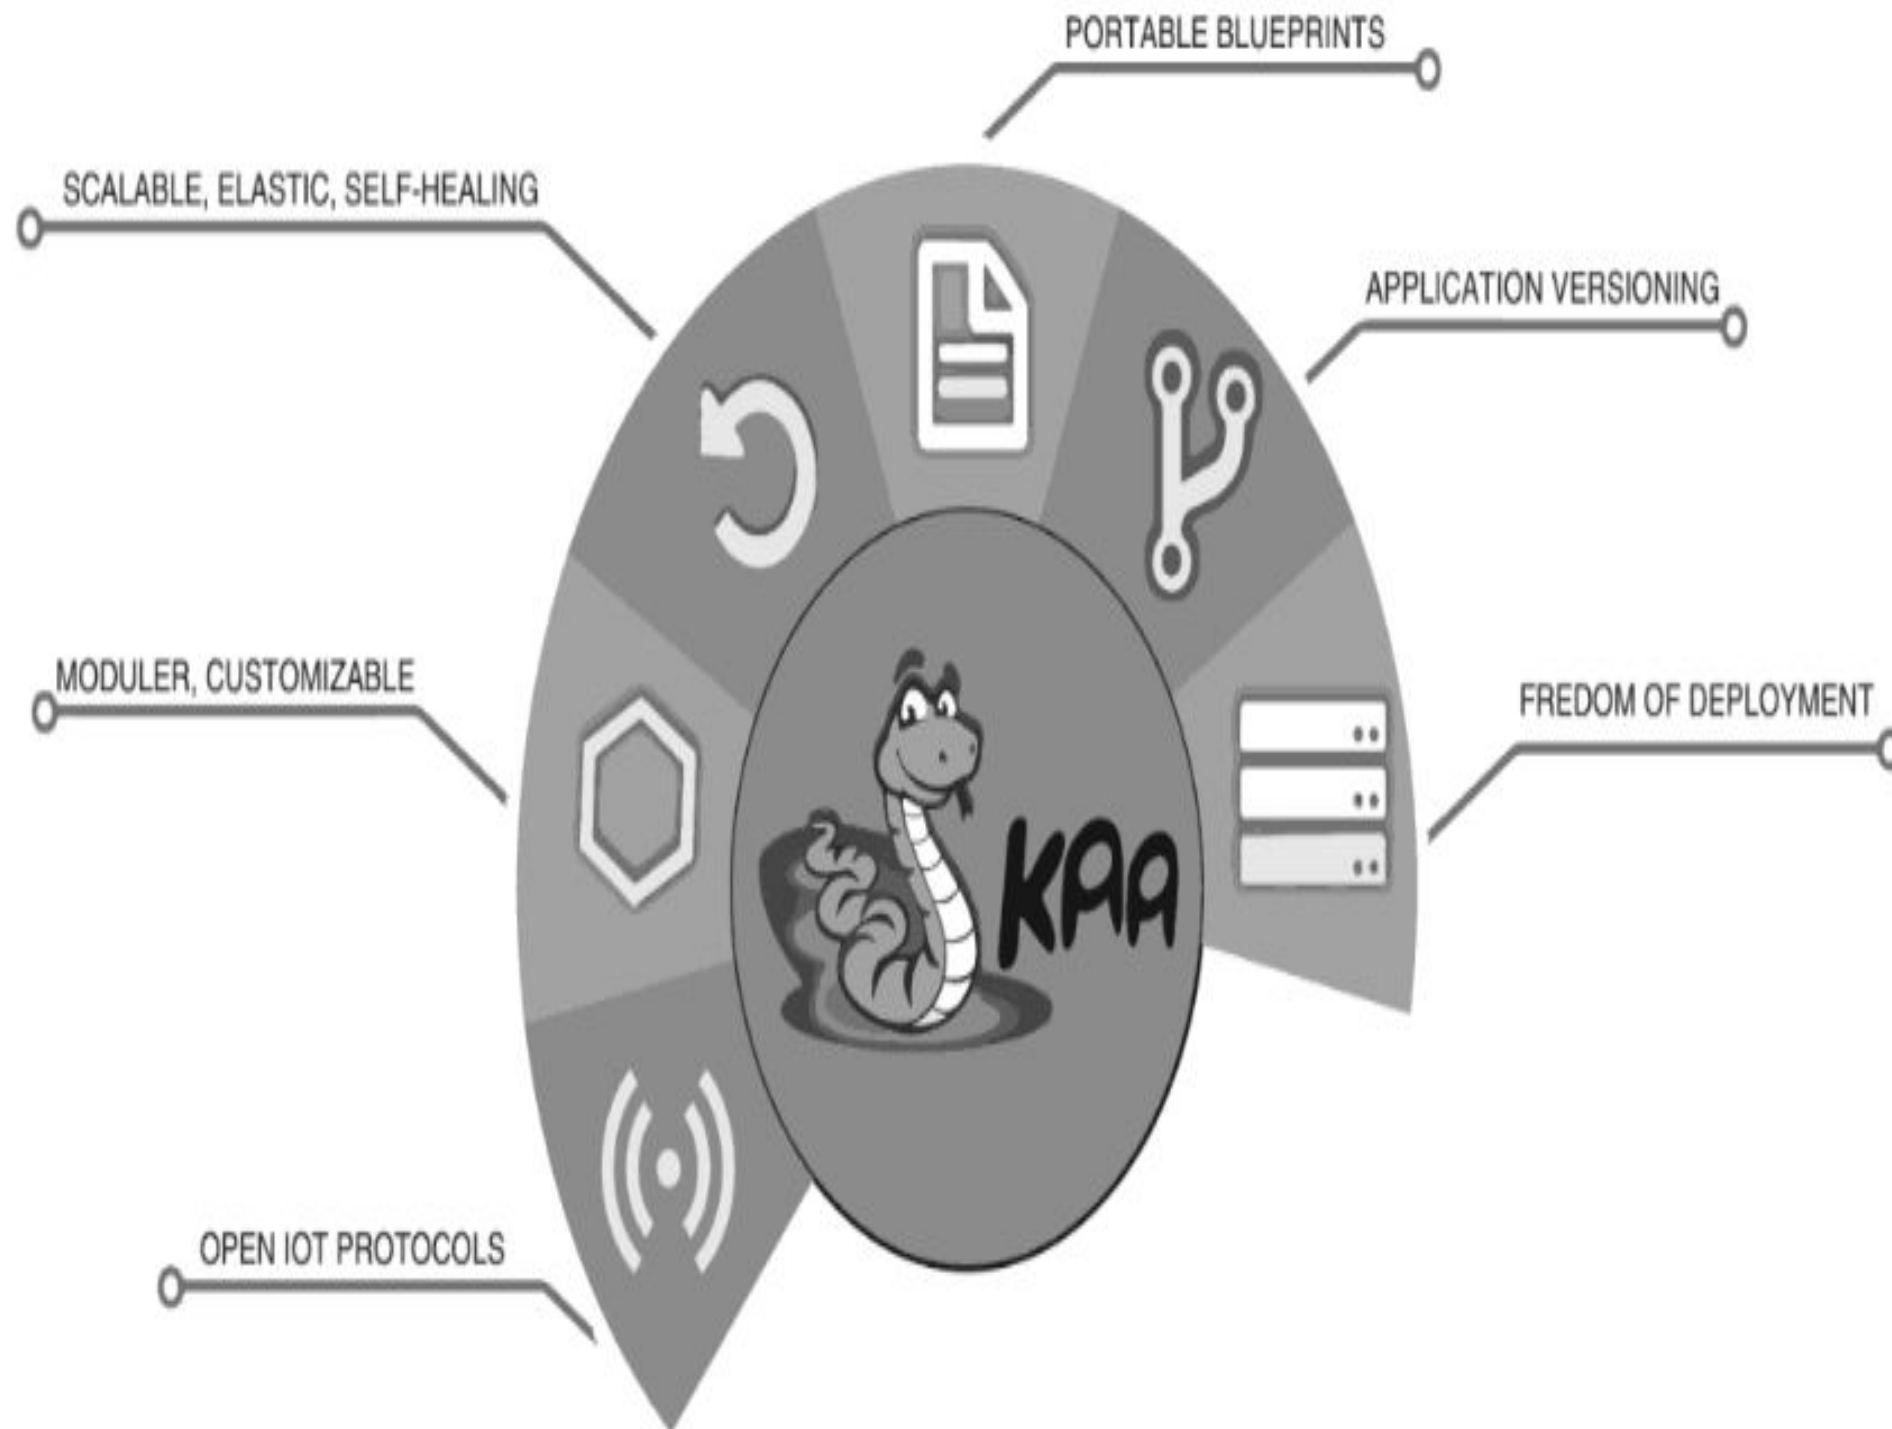 PORTABLE BLUEPRINTS
SCALABLE, ELASTIC, SELF-HEALING
APPLICATION VERSIONING
MODULER, CUSTOMIZABLE
FREDOM OF DEPLOYMENT
KAA
OPEN IOT PROTOCOLS